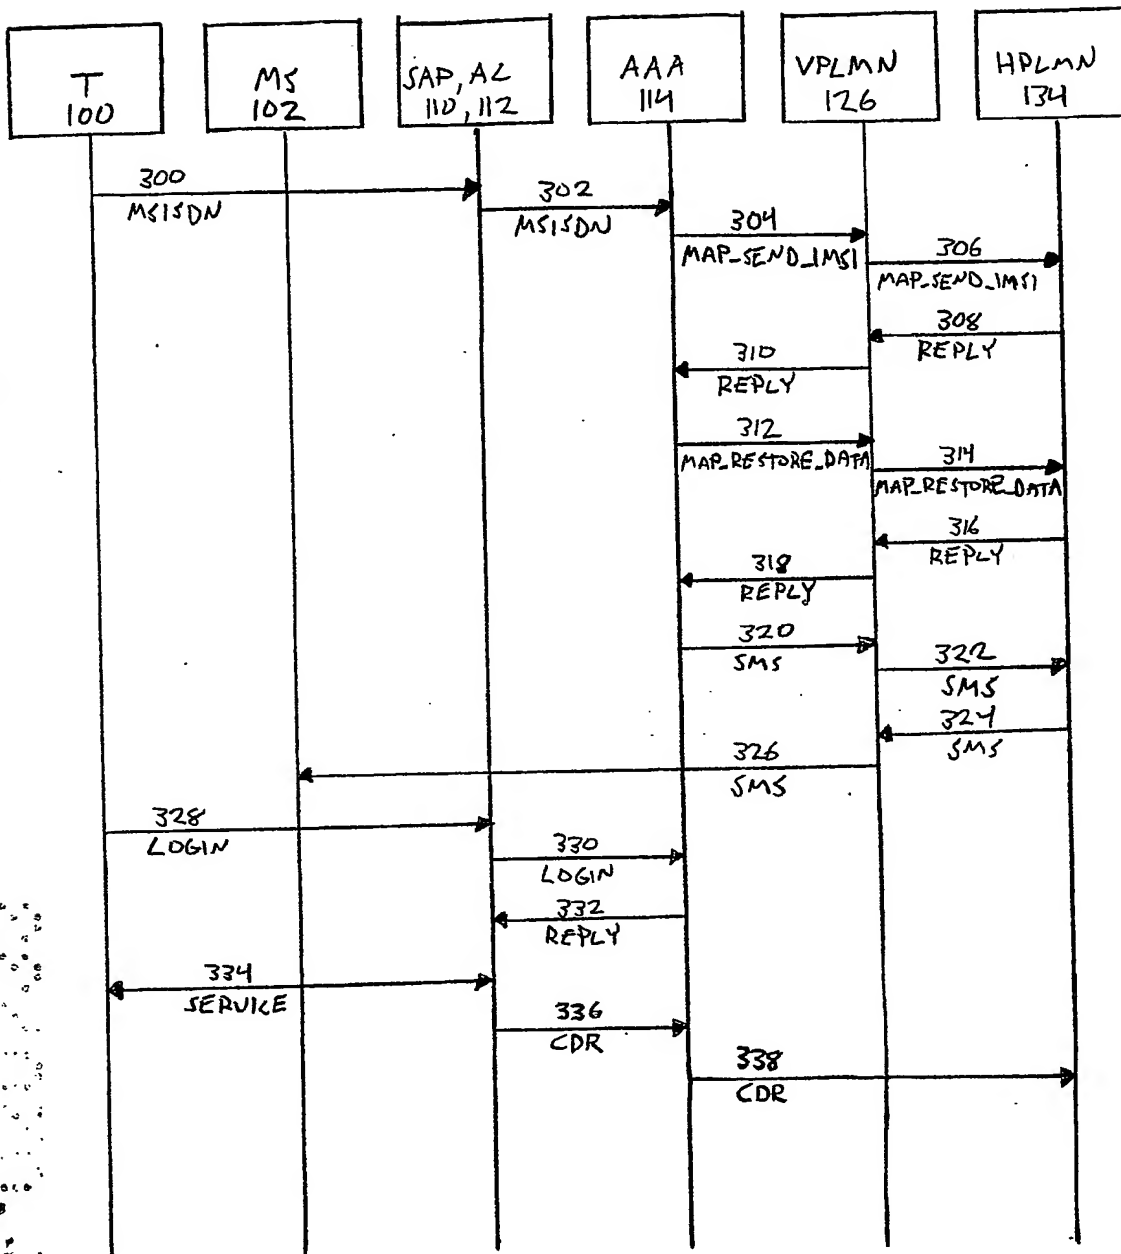 T
100
MS
102
SAP, AC
110, 112
AAA
114
VPLMN
126
HPLMN
134
300
MSISDN
302
MSISDN
304
MAP_SEND_IMSI
306
MAP_SEND_IMSI
308
REPLY
310
REPLY
312
MAP_RESTORE_DATA
314
MAP_RESTORE_DATA
316
REPLY
318
REPLY
320
SMS
322
SMS
324
SMS
326
SMS
328
LOGIN
330
LOGIN
332
REPLY
334
SERVICE
336
CDR
338
CDR